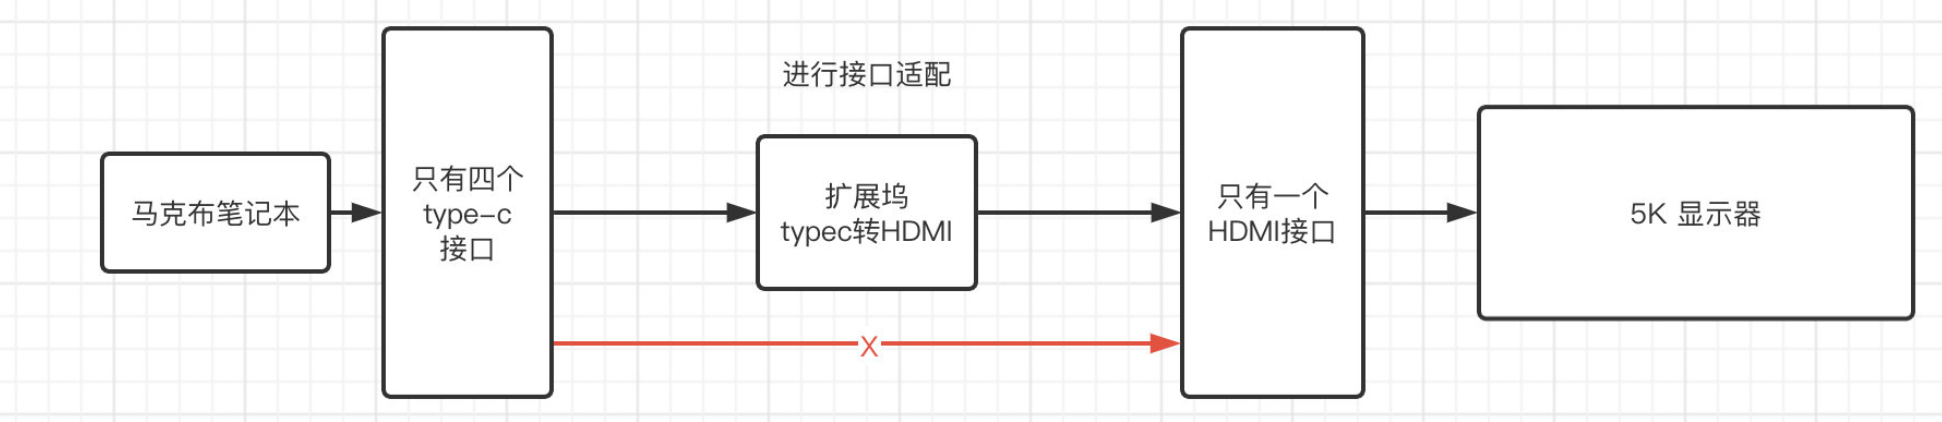 马克布笔记本
只有四个
type-c
接口
进行接口适配
扩展坞
typec转HDMI
X
只有一个
HDMI接口
5K 显示器